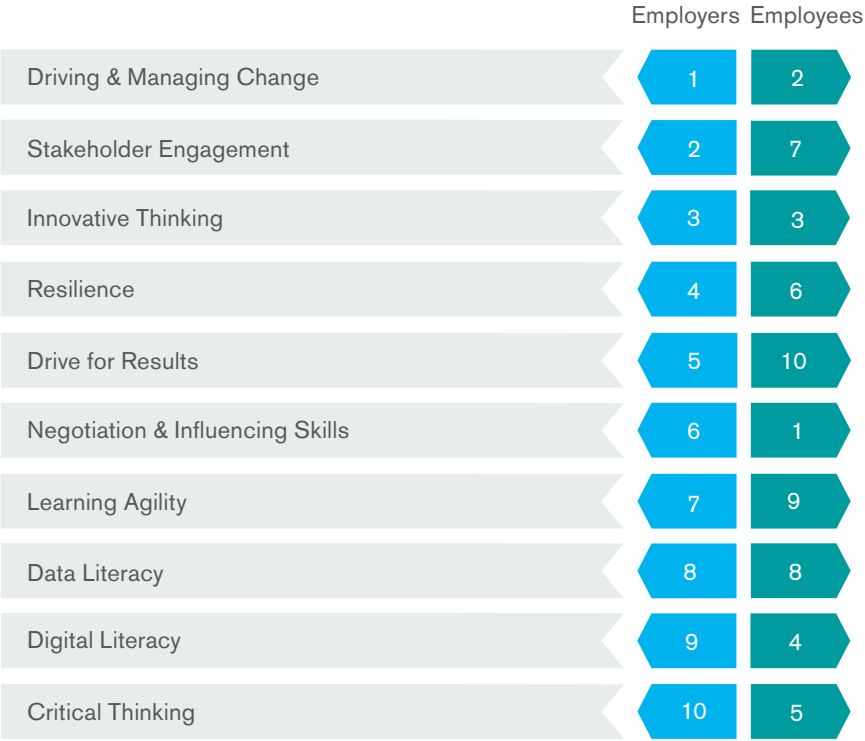 Employers Employees
Driving & Managing Change 1 2
Stakeholder Engagement 2 7
Innovative Thinking 3 3
Resilience 4 6
Drive for Results 5 10
Negotiation & Influencing Skills 6 1
Learning Agility 7 9
Data Literacy 8 8
Digital Literacy 9 4
Critical Thinking 10 5